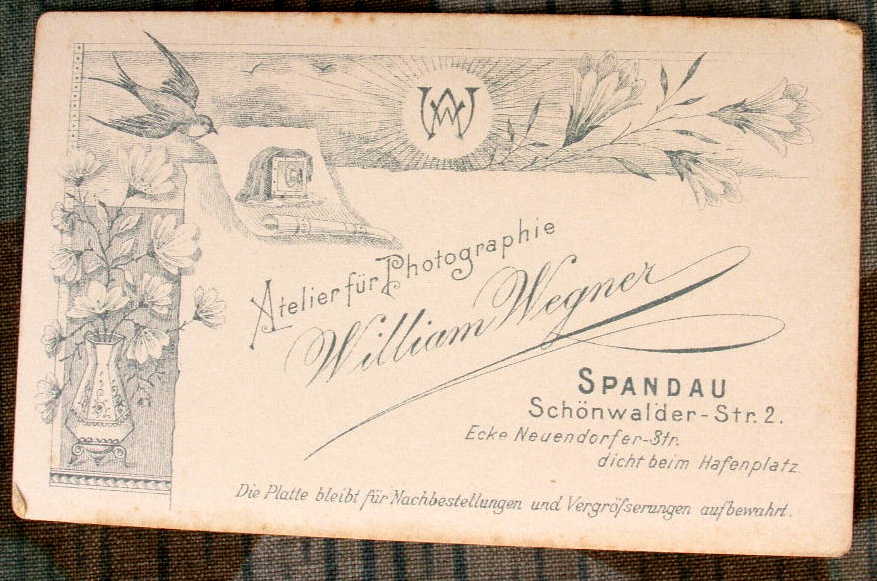 WW
Atelier für Photographie
William Wegner
SPANDAU
Schönwalder-Str. 2.
Ecke Neuendorfer-Str.
dicht beim Hafenplatz.
Die Platte bleibt für Nachbestellungen und Vergröſserungen aufbewahrt.